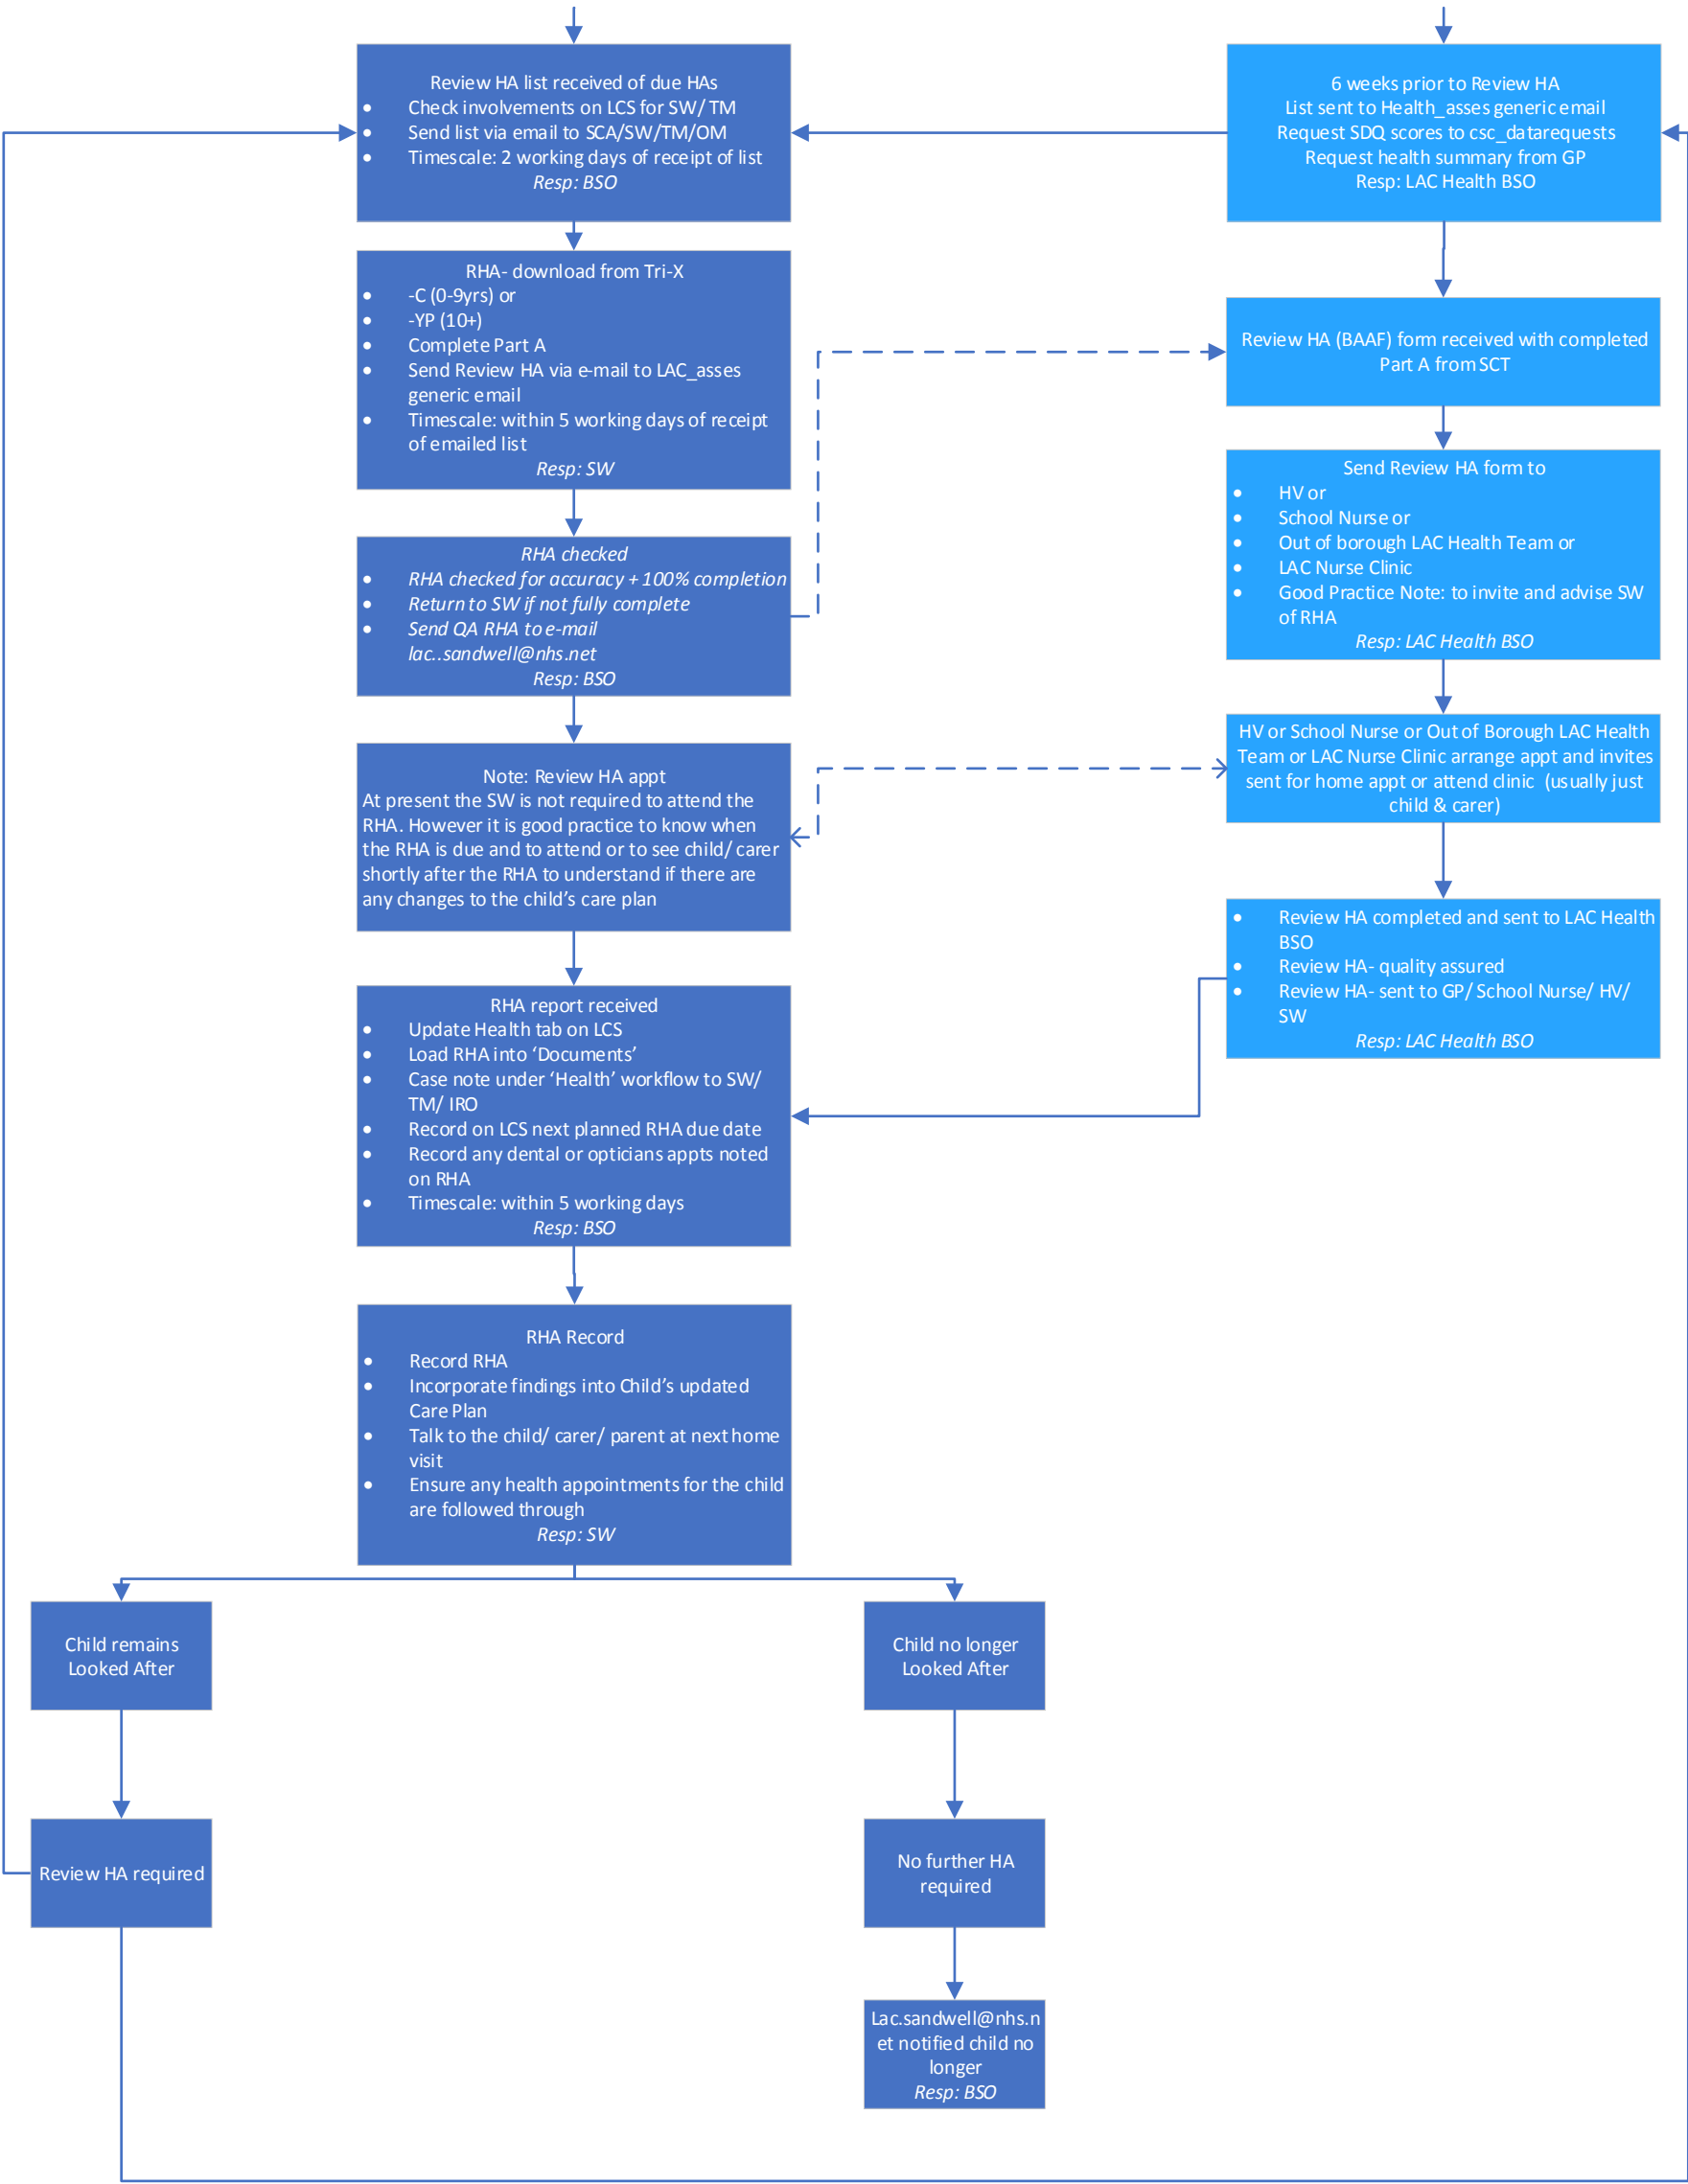 Review HA list received of due HAs
• Check involvements on LCS for SW/ TM
• Send list via email to SCA/SW/TM/OM
• Timescale: 2 working days of receipt of list
Resp: BSO
6 weeks prior to Review HA
List sent to Health_asses generic email
Request SDQ scores to csc_datarequests
Request health summary from GP
Resp: LAC Health BSO
RHA- download from Tri-X
• -C (0-9yrs) or
• -YP (10+)
• Complete Part A
• Send Review HA via e-mail to LAC_asses
generic email
• Timescale: within 5 working days of receipt
of emailed list
Resp: SW
Review HA (BAAF) form received with completed
Part A from SCT
Send Review HA form to
• HV or
• School Nurse or
• Out of borough LAC Health Team or
• LAC Nurse Clinic
• Good Practice Note: to invite and advise SW
of RHA
Resp: LAC Health BSO
RHA checked
• RHA checked for accuracy + 100% completion
• Return to SW if not fully complete
• Send QA RHA to e-mail
lac..sandwell@nhs.net
Resp: BSO
HV or School Nurse or Out of Borough LAC Health
Team or LAC Nurse Clinic arrange appt and invites
sent for home appt or attend clinic (usually just
child & carer)
Note: Review HA appt
At present the SW is not required to attend the
RHA. However it is good practice to know when
the RHA is due and to attend or to see child/ carer
shortly after the RHA to understand if there are
any changes to the child's care plan
• Review HA completed and sent to LAC Health
BSO
• Review HA- quality assured
• Review HA- sent to GP/ School Nurse/ HV/
SW
Resp: LAC Health BSO
RHA report received
• Update Health tab on LCS
• Load RHA into ‘Documents’
• Case note under ‘Health’ workflow to SW/
TM/ IRO
• Record on LCS next planned RHA due date
• Record any dental or opticians appts noted
on RHA
• Timescale: within 5 working days
Resp: BSO
RHA Record
• Record RHA
• Incorporate findings into Child’s updated
Care Plan
• Talk to the child/ carer/ parent at next home
visit
• Ensure any health appointments for the child
are followed through
Resp: SW
Child remains
Looked After
Child no longer
Looked After
Review HA required
No further HA
required
Lac.sandwell@nhs.n
et notified child no
longer
Resp: BSO